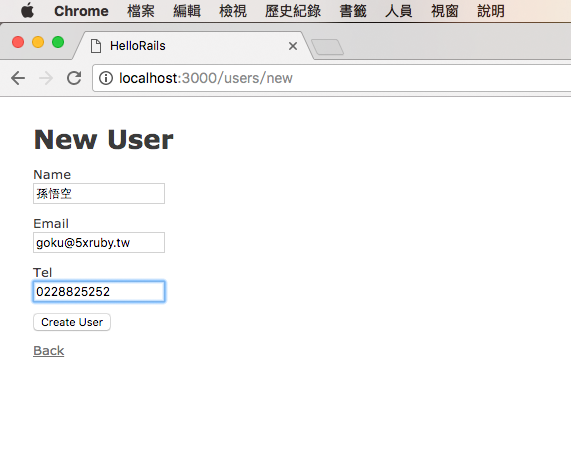 Chrome 檔案 編輯 檢視 歷史紀錄 書籤 人員 視窗 說明
HelloRails
localhost:3000/users/new
New User
Name
孫悟空
Email
goku@5xruby.tw
Tel
0228825252
Create User
Back